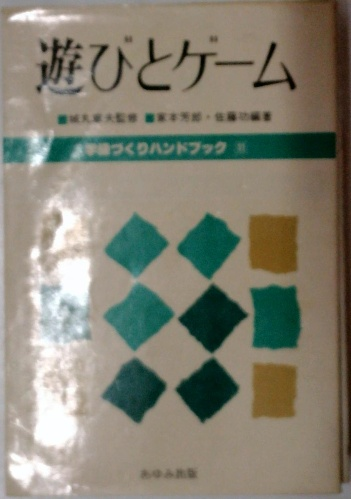 遊びとゲーム
■城丸章夫監修 ■家本芳郎・佐藤功編著
学級づくりハンドブック
あゆみ出版